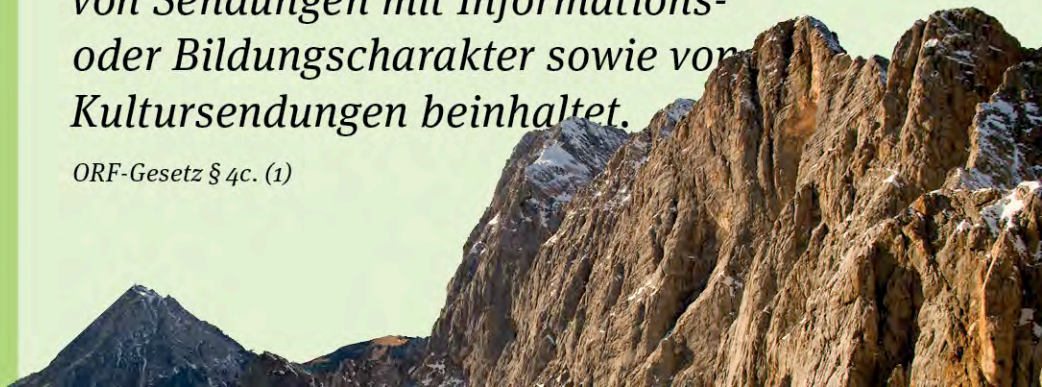 von Sendungen mit Informations-
oder Bildungscharakter sowie von
Kultursendungen beinhaltet.
ORF-Gesetz § 4c. (1)